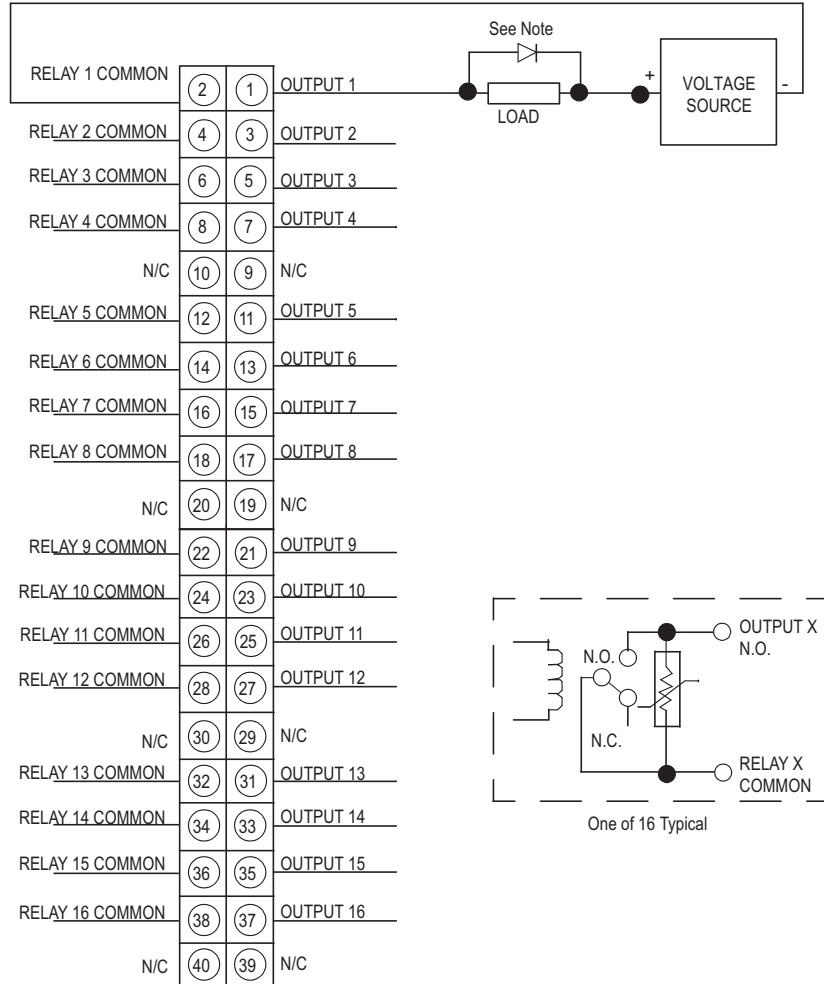 See Note
+
VOLTAGE
SOURCE
-
LOAD
RELAY 1 COMMON 2 1 OUTPUT 1
RELAY 2 COMMON 4 3 OUTPUT 2
RELAY 3 COMMON 6 5 OUTPUT 3
RELAY 4 COMMON 8 7 OUTPUT 4
N/C 10 9 N/C
RELAY 5 COMMON 12 11 OUTPUT 5
RELAY 6 COMMON 14 13 OUTPUT 6
RELAY 7 COMMON 16 15 OUTPUT 7
RELAY 8 COMMON 18 17 OUTPUT 8
N/C 20 19 N/C
RELAY 9 COMMON 22 21 OUTPUT 9
RELAY 10 COMMON 24 23 OUTPUT 10
RELAY 11 COMMON 26 25 OUTPUT 11
RELAY 12 COMMON 28 27 OUTPUT 12
N/C 30 29 N/C
RELAY 13 COMMON 32 31 OUTPUT 13
RELAY 14 COMMON 34 33 OUTPUT 14
RELAY 15 COMMON 36 35 OUTPUT 15
RELAY 16 COMMON 38 37 OUTPUT 16
N/C 40 39 N/C
OUTPUT X
N.O.
N.O.
N.C.
RELAY X
COMMON
One of 16 Typical